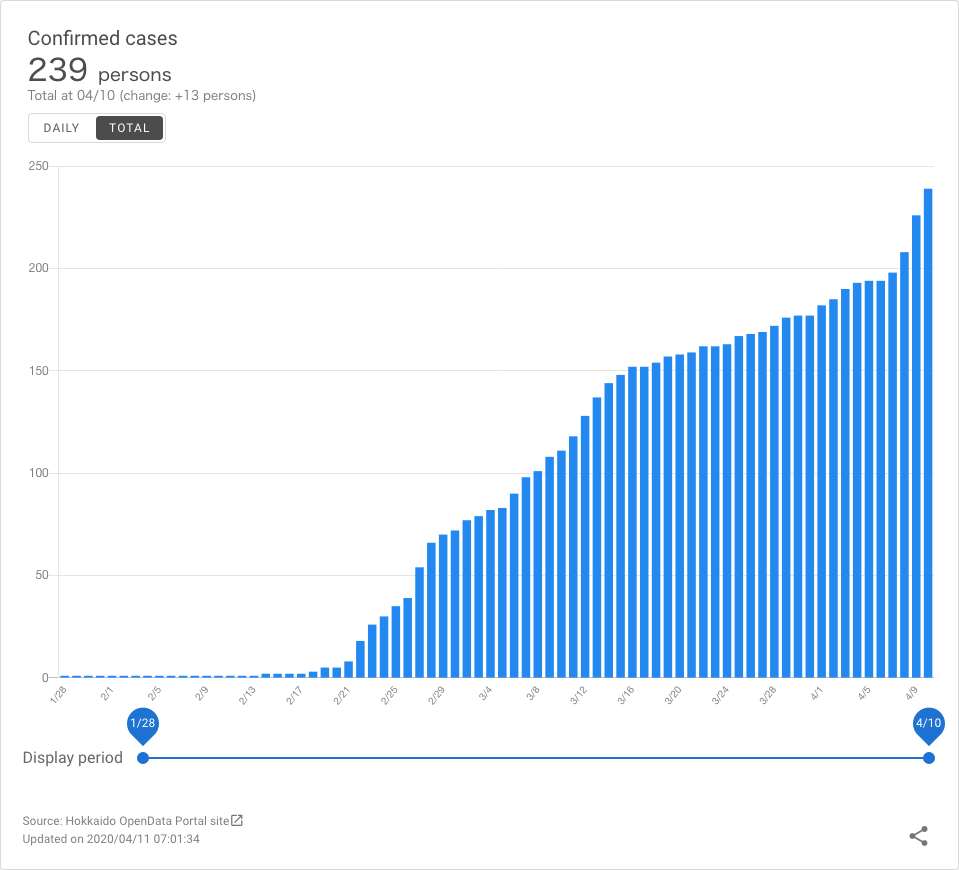 Confirmed cases
239 persons
Total at 04/10 (change: +13 persons)
DAILY TOTAL
250
200
150
100
50
0
1/28 2/1 2/5 2/9 2/13 2/17 2/21 2/25 2/29 3/4 3/8 3/12 3/16 3/20 3/24 3/28 4/1 4/5 4/9
1/28 4/10
Display period
Source: Hokkaido OpenData Portal site
Updated on 2020/04/11 07:01:34